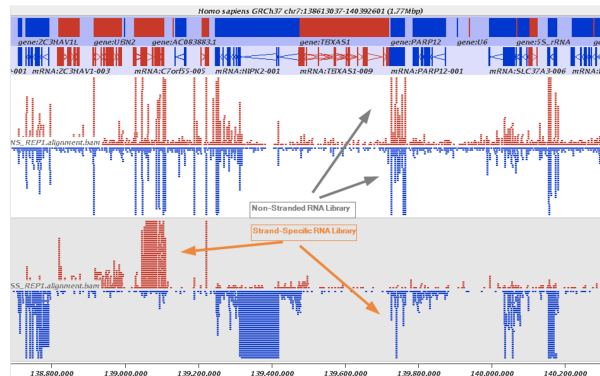 Homo sapiens GRCh37 chr7:138613037-140392601 (1.77Mbp)
gene:ZC3HAV1L gene:UBN2 gene:AC083883.1 gene:TBXAS1 gene:PARP12 gene:U6 gene:5S_rRNA
-001 mRNA:ZC3HAV1-003 mRNA:C7orf55-005 mRNA:HIPK2-001 mRNA:TBXAS1-009 mRNA:PARP12-001 mRNA:SLC37A3-006
NS_REP1.alignment.bam
Non-Stranded RNA Library
Strand-Specific RNA Library
SS_REP1.alignment.bam
138,800,000 139,000,000 139,200,000 139,400,000 139,600,000 139,800,000 140,000,000 140,200,000